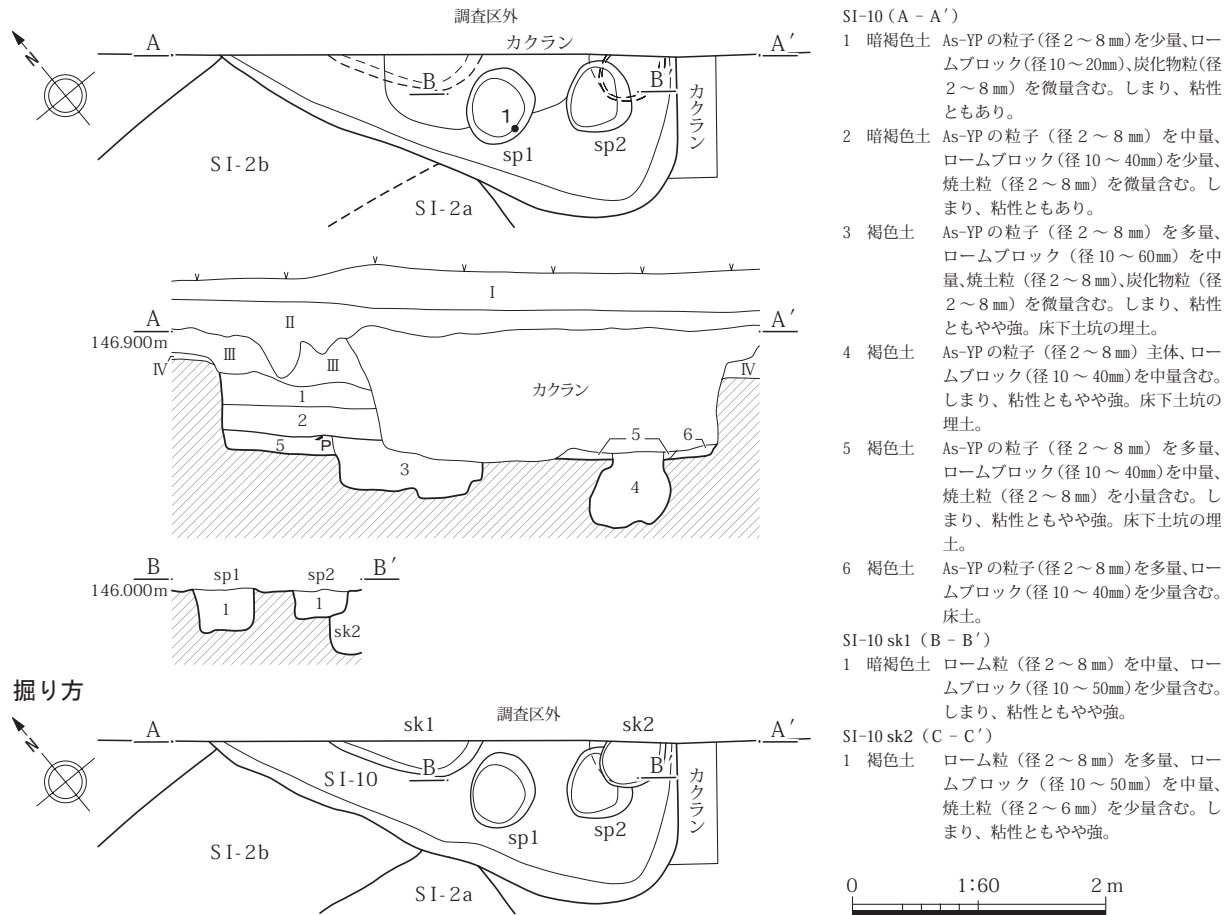 調査区外
カクラン
A
A′
N
B
B′
カクラン
1
sp1
sp2
SI-2b
SI-2a
Ⅰ
A
Ⅱ
A′
146.900m
Ⅲ
Ⅲ
Ⅳ
Ⅳ
カクラン
1
2
5
P
3
5
6
4
B
sp1
sp2
B′
146.000m
1
1
sk2
掘り方
調査区外
A
sk1
sk2
A′
N
SI-10
B
B′
カクラン
sp1
sp2
SI-2b
SI-2a
SI-10(A－A′)
1 暗褐色土 As-YPの粒子(径2～8㎜)を少量、ロー
ムブロック(径10～20㎜)、炭化物粒(径
2～8㎜)を微量含む。しまり、粘性
ともあり。
2 暗褐色土 As-YPの粒子(径2～8㎜)を中量、
ロームブロック(径10～40㎜)を少量、
焼土粒(径2～8㎜)を微量含む。し
まり、粘性ともあり。
3 褐色土 As-YPの粒子(径2～8㎜)を多量、
ロームブロック(径10～60㎜)を中
量、焼土粒(径2～8㎜)、炭化物粒(径
2～8㎜)を微量含む。しまり、粘性
ともやや強。床下土坑の埋土。
4 褐色土 As-YPの粒子(径2～8㎜)主体、ロー
ムブロック(径10～40㎜)を中量含む。
しまり、粘性ともやや強。床下土坑の
埋土。
5 褐色土 As-YPの粒子(径2～8㎜)を多量、
ロームブロック(径10～40㎜)を中量、
焼土粒(径2～8㎜)を小量含む。し
まり、粘性ともやや強。床下土坑の埋
土。
6 褐色土 As-YPの粒子(径2～8㎜)を多量、ロー
ムブロック(径10～40㎜)を少量含む。
床土。
SI-10 sk1(B－B′)
1 暗褐色土 ローム粒(径2～8㎜)を中量、ロー
ムブロック(径10～50㎜)を少量含む。
しまり、粘性ともやや強。
SI-10 sk2(C－C′)
1 褐色土 ローム粒(径2～8㎜)を多量、ロー
ムブロック(径10～50㎜)を中量、
焼土粒(径2～6㎜)を少量含む。し
まり、粘性ともやや強。
0 1:60 2m